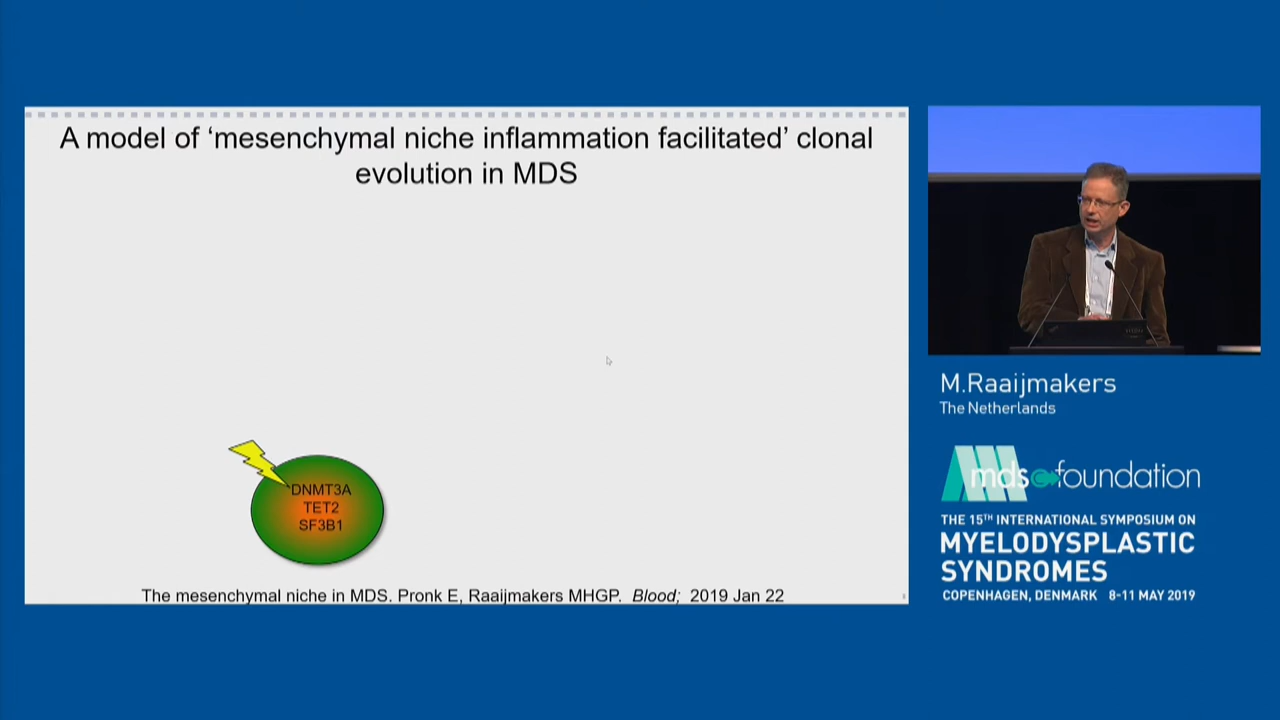 A model of ‘mesenchymal niche inflammation facilitated’ clonal
evolution in MDS
DNMT3A
TET2
SF3B1
The mesenchymal niche in MDS. Pronk E, Raaijmakers MHGP. Blood; 2019 Jan 22
M.Raaijmakers
The Netherlands
mds foundation
THE 15TH INTERNATIONAL SYMPOSIUM ON
MYELODYSPLASTIC
SYNDROMES
COPENHAGEN, DENMARK 8-11 MAY 2019